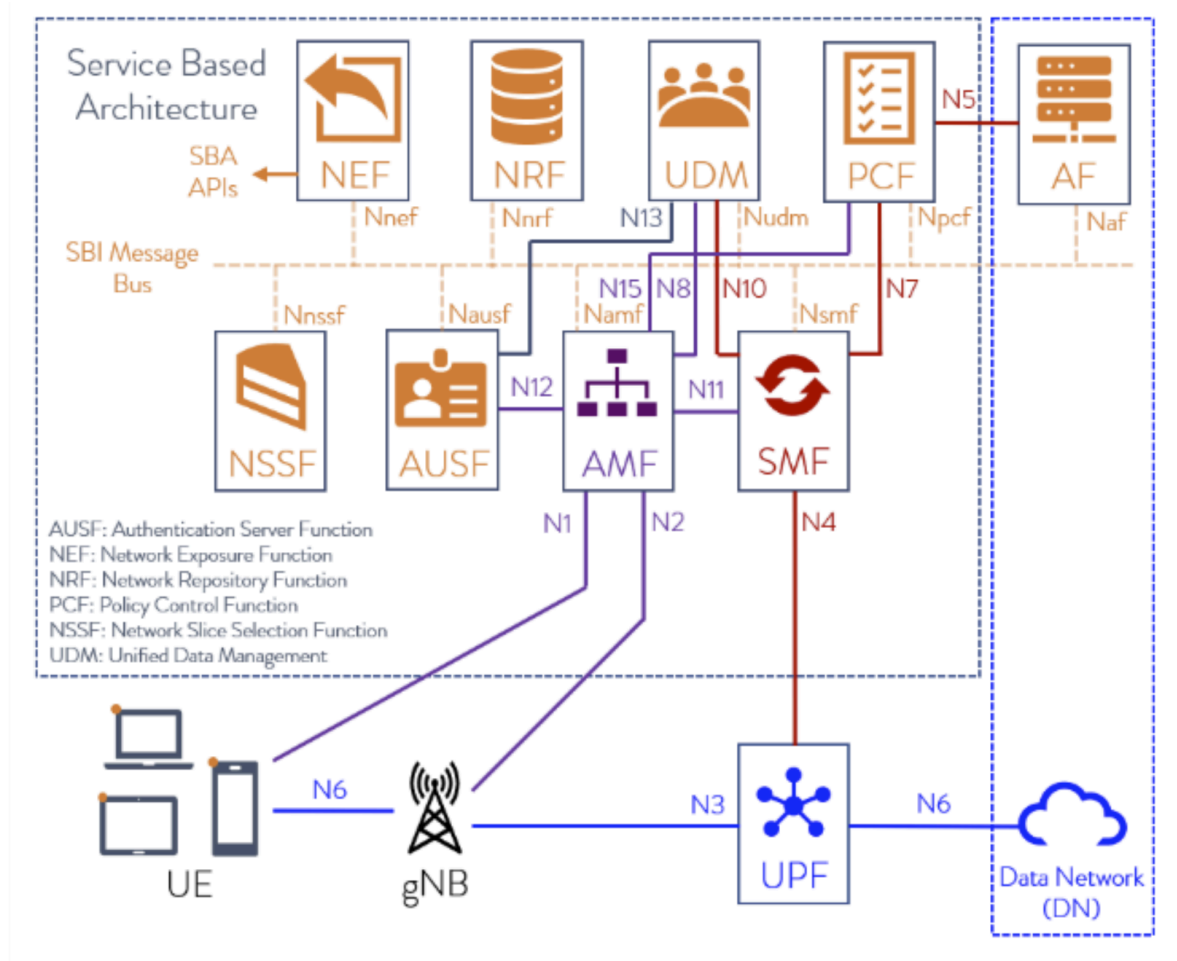 Service Based
Architecture
NEF
NRF
UDM
PCF
N5
AF
SBA
APIs
Nnef
Nnrf
N13
Nudm
Npcf
Naf
SBI Message
Bus
N15
N8
N10
N7
Nnssf
Nausf
Namf
Nsmf
N12
N11
NSSF
AUSF
AMF
SMF
N1
N2
N4
AUSF: Authentication Server Function
NEF: Network Exposure Function
NRF: Network Repository Function
PCF: Policy Control Function
NSSF: Network Slice Selection Function
UDM: Unified Data Management
N6
N3
N6
UE
gNB
UPF
Data Network
(DN)